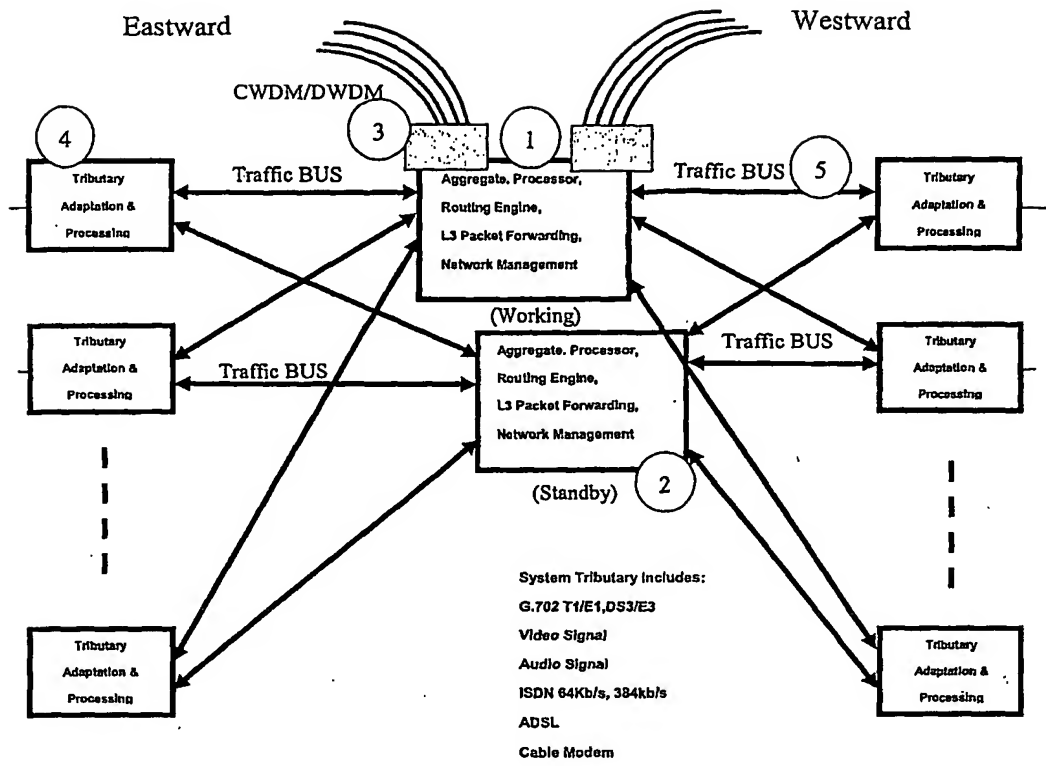 Eastward
Westward
CWDM/DWDM
3
1
4
5
Tributary
Adaptation &
Processing
Traffic BUS
Aggregate. Processor,
Routing Engine,
L3 Packet Forwarding,
Network Management
Traffic BUS
Tributary
Adaptation &
Processing
(Working)
Tributary
Adaptation &
Processing
Traffic BUS
Aggregate. Processor,
Routing Engine,
L3 Packet Forwarding,
Network Management
Traffic BUS
Tributary
Adaptation &
Processing
(Standby)
2
System Tributary Includes:
G.702 T1/E1,DS3/E3
Video Signal
Audio Signal
ISDN 64Kb/s, 384kb/s
ADSL
Cable Modem
Tributary
Adaptation &
Processing
Tributary
Adaptation &
Processing